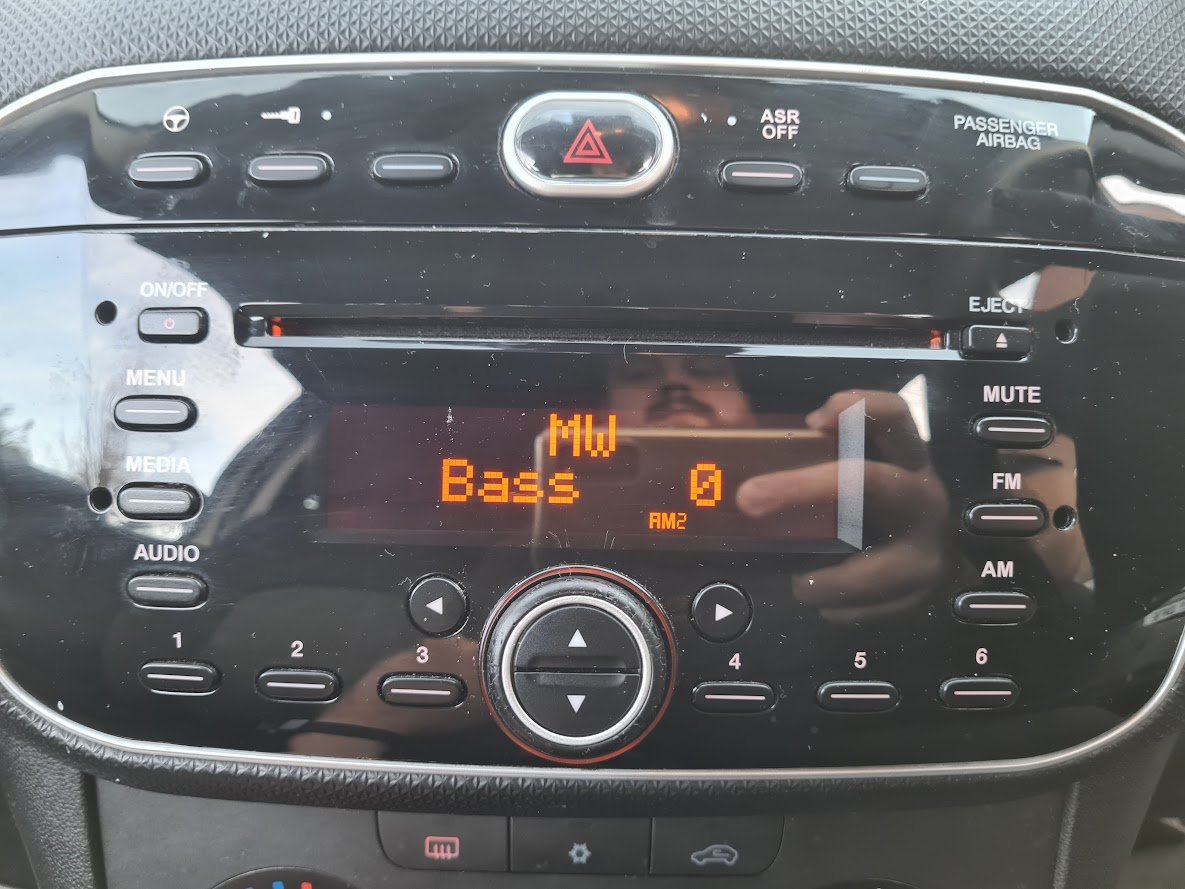 ASR
OFF
PASSENGER
AIRBAG
ON/OFF
EJECT
MENU
MUTE
MW
MEDIA
Bass 0
FM
AM2
AUDIO
AM
1
2
3
4
5
6